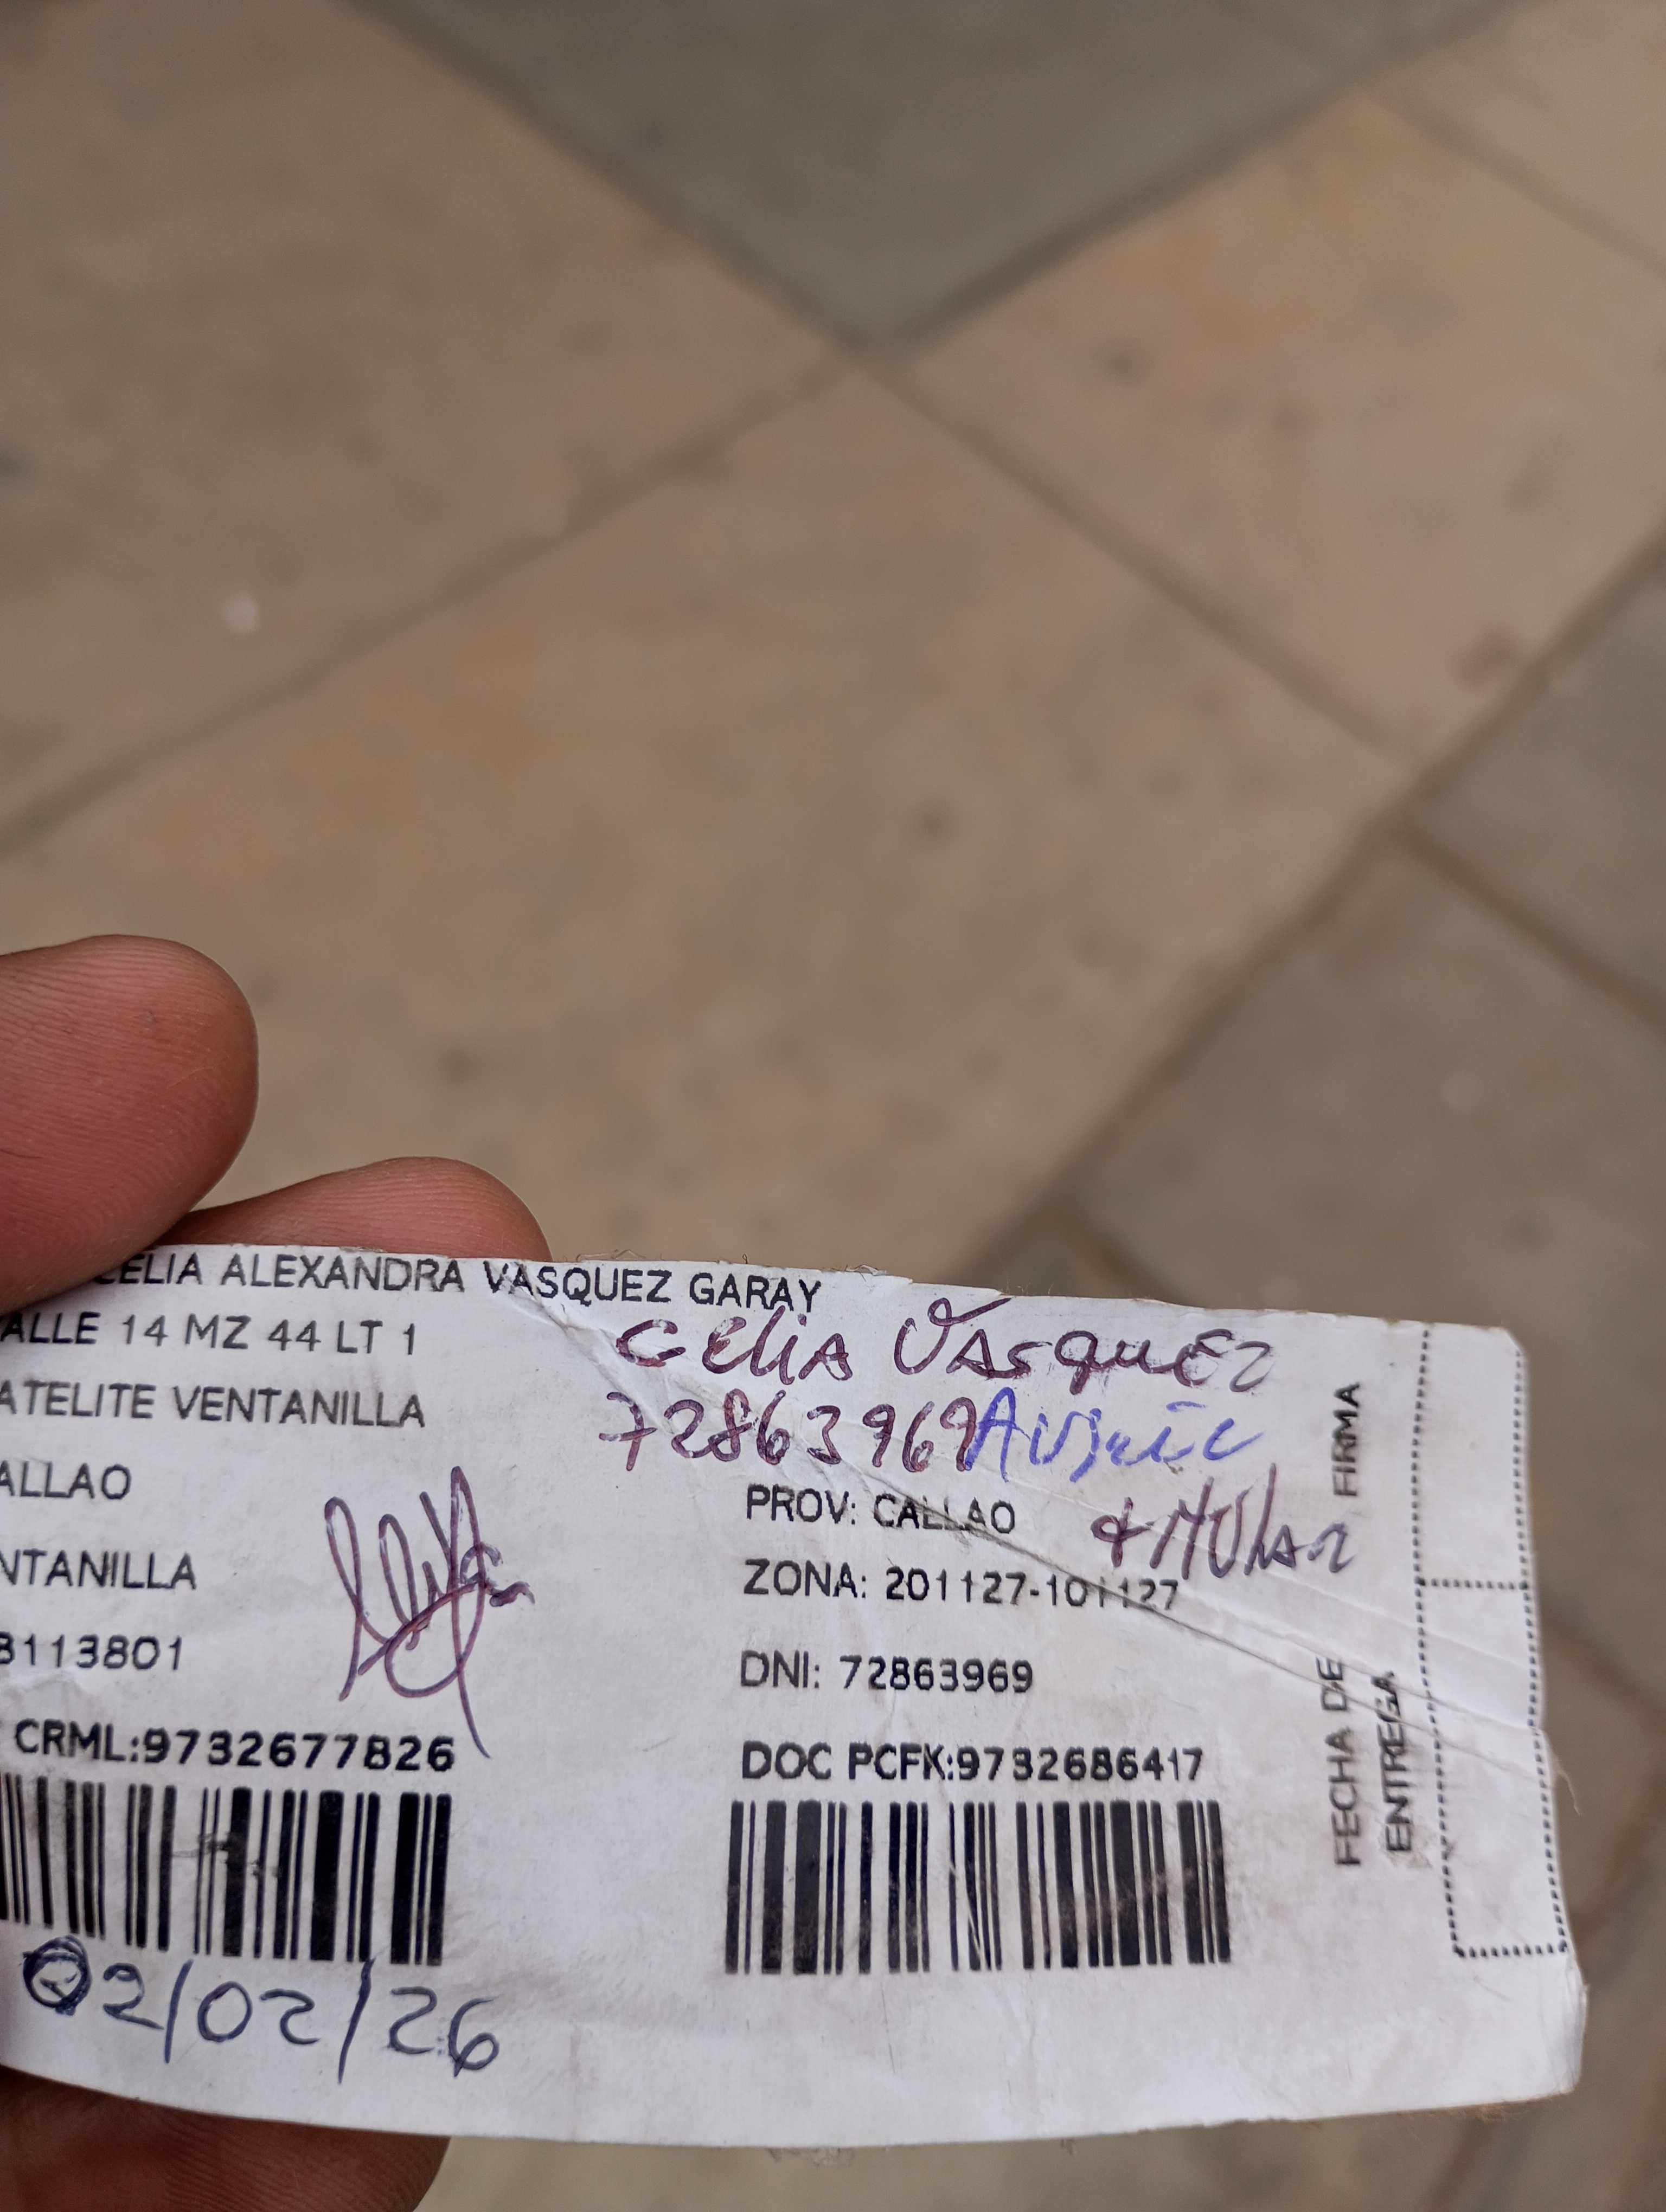 CELIA ALEXANDRA VASQUEZ GARAY
ALLE 14 MZ 44 LT 1
Celia Vasquez
ATELITE VENTANILLA
72863969
ALLAO
PROV: CALLAO
NTANILLA
ZONA: 201127-101127
3113801
DNI: 72863969
CRML:9732677826
DOC PCFK:9732686417
FIRMA
FECHA DE
ENTREGA
02/02/26